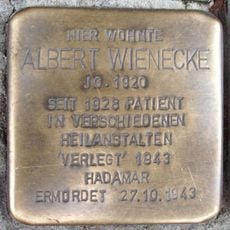 HIER WOHNTE
ALBERT WIENECKE
JG. 1920
SEIT 1928 PATIENT
IN VERSCHIEDENEN
HEILANSTALTEN
'VERLEGT' 1943
HADAMAR
ERMORDET 27.10.1943